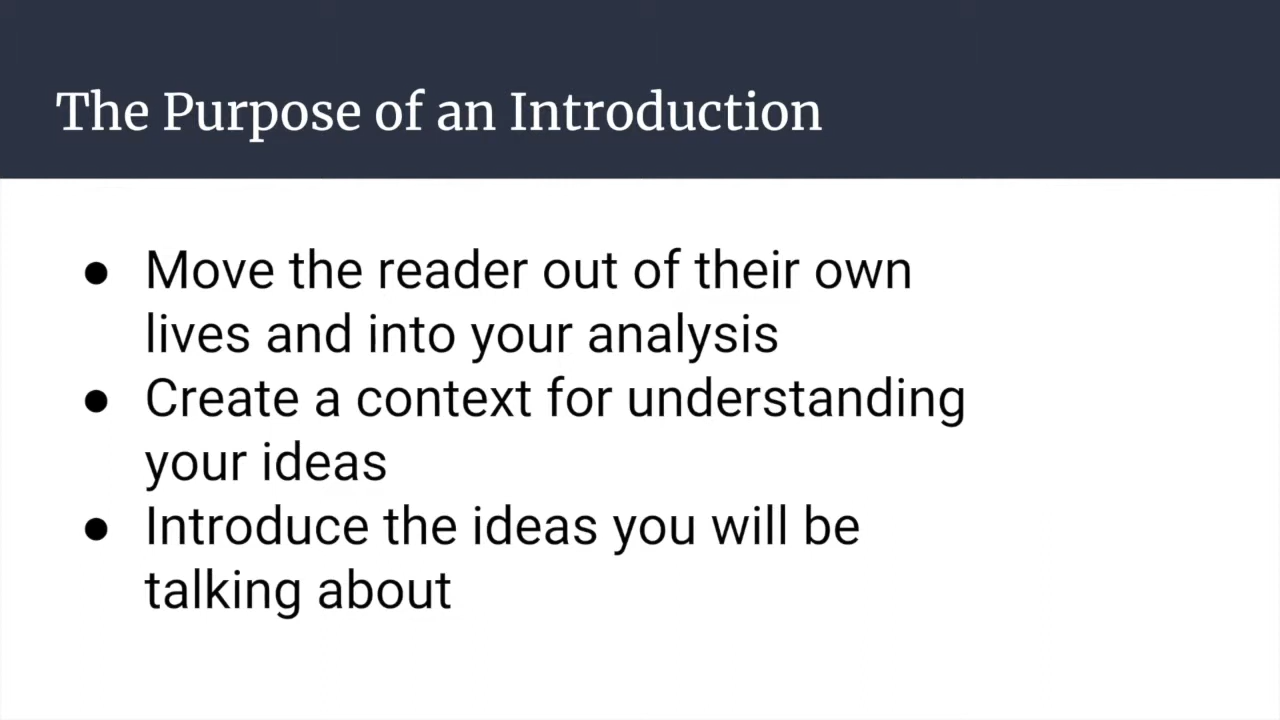 The Purpose of an Introduction
● Move the reader out of their own
lives and into your analysis
● Create a context for understanding
your ideas
● Introduce the ideas you will be
talking about